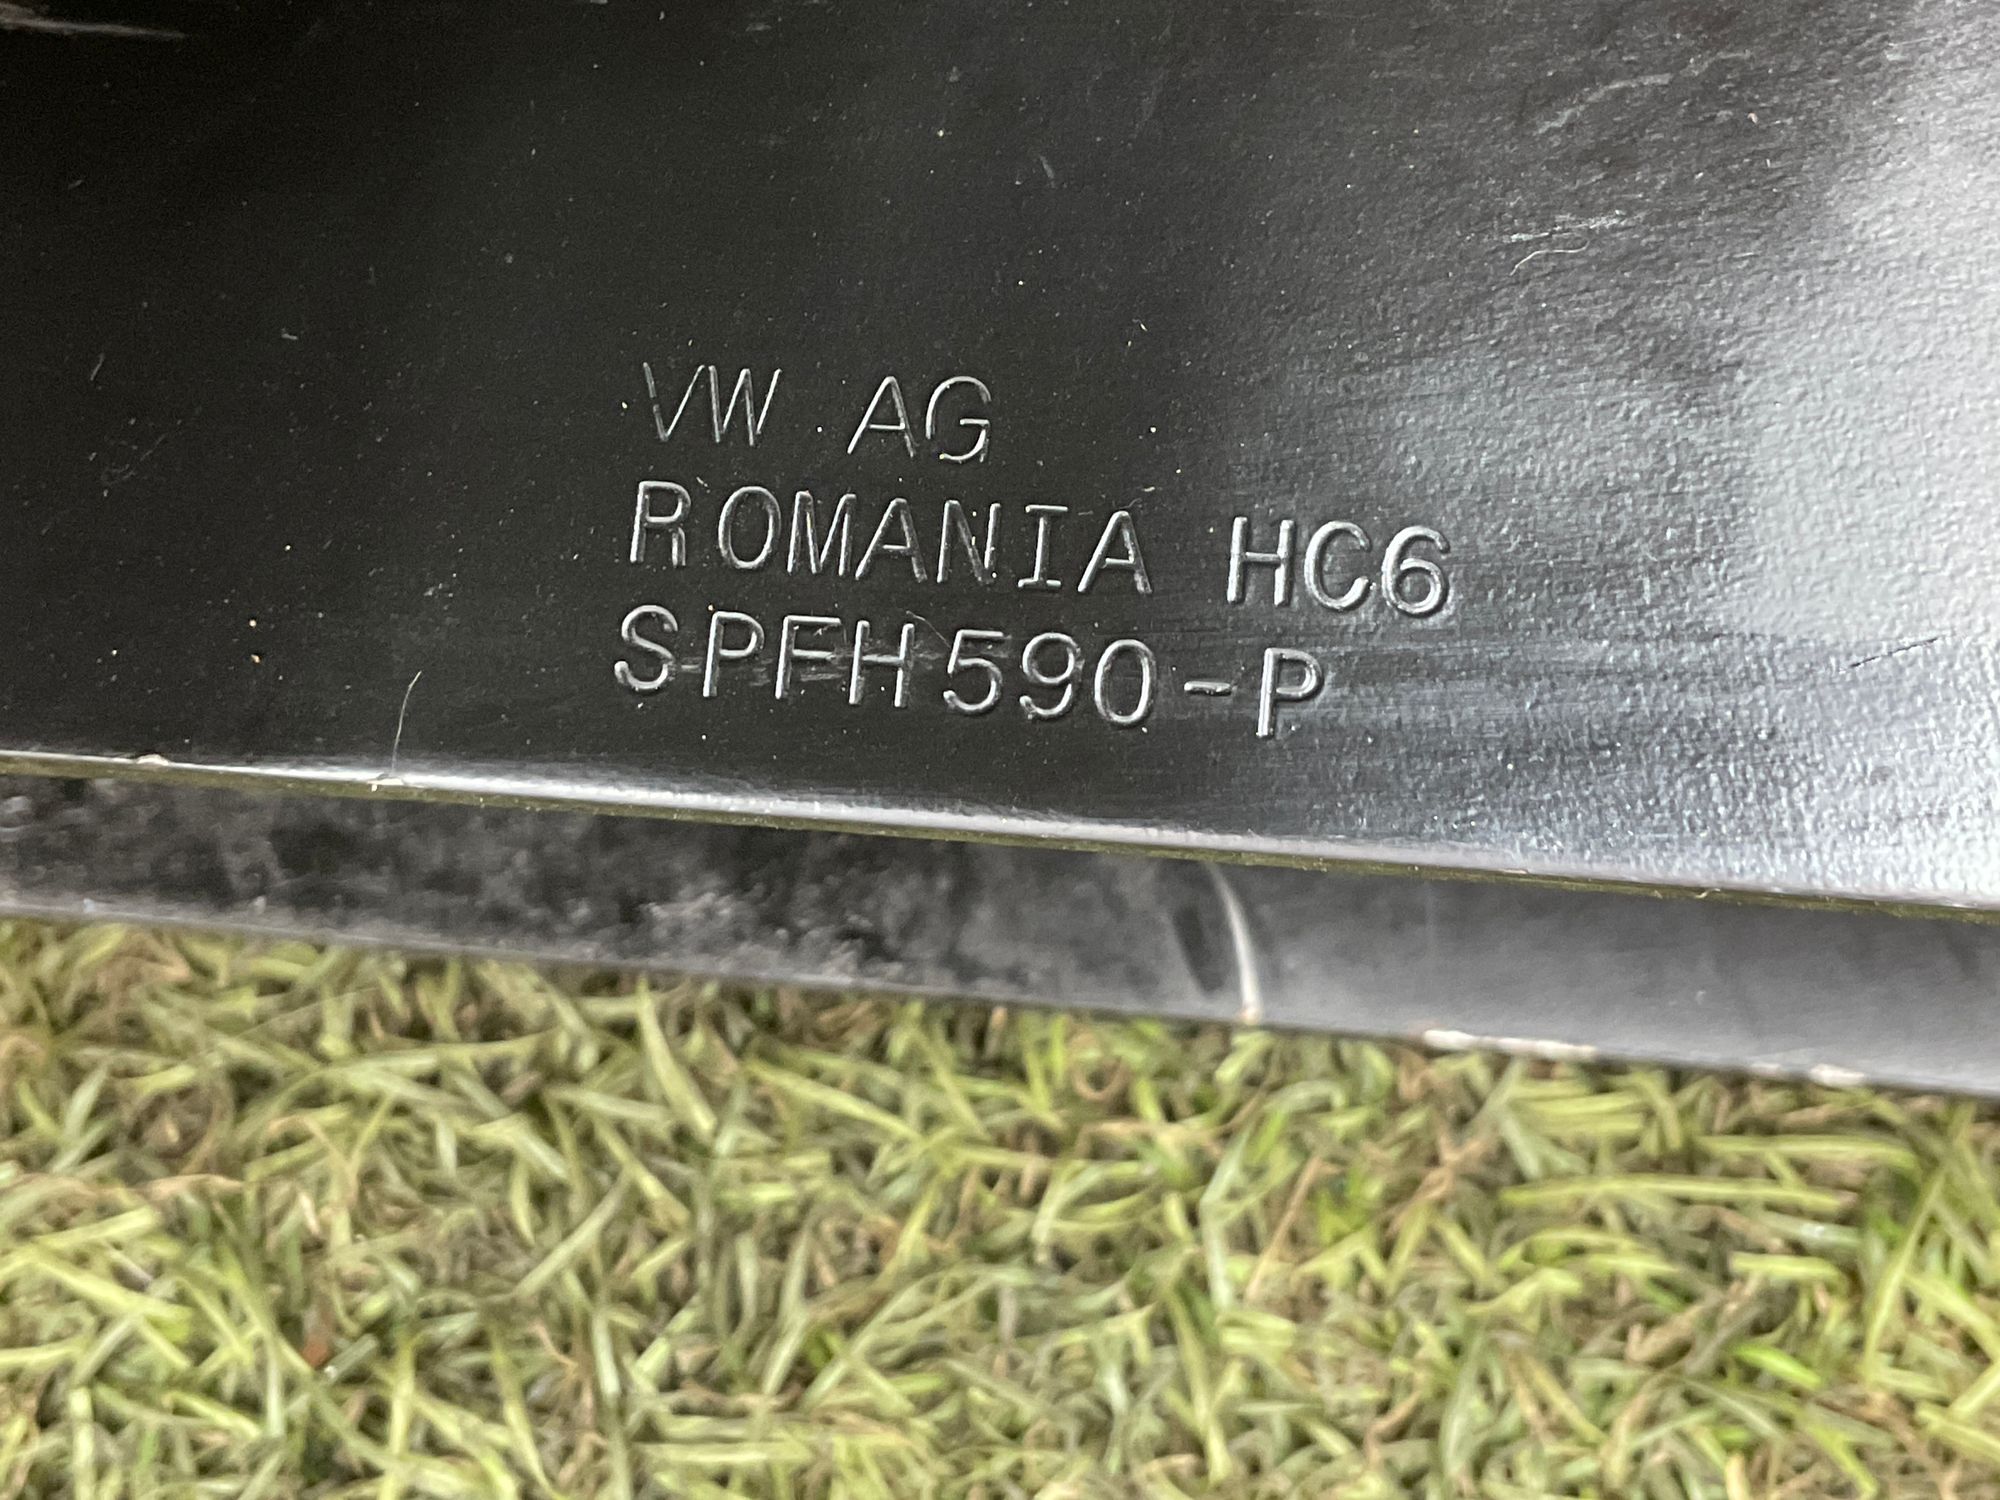 VW AG
ROMANIA HC6
SPFH590-P